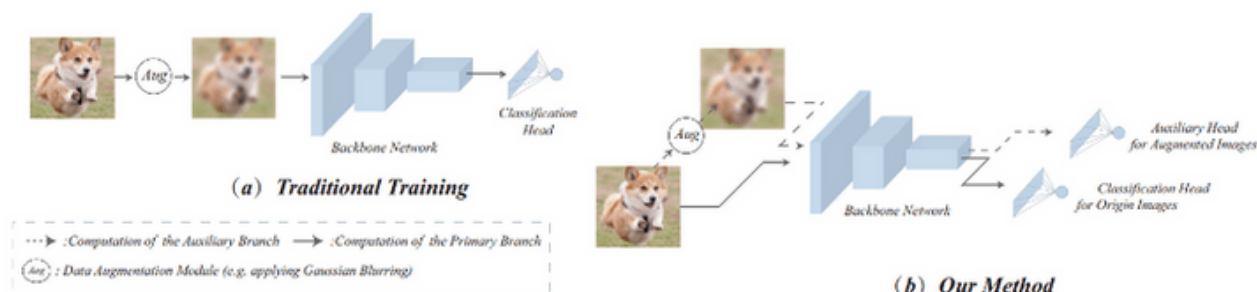 Aug
Classification
Head
Backbone Network
(a) Traditional Training
---> :Computation of the Auxiliary Branch —> :Computation of the Primary Branch
Aug : Data Augmentation Module (e.g. applying Gaussian Blurring)
Aug
Auxiliary Head
for Augmented Images
Classification Head
for Origin Images
Backbone Network
(b) Our Method